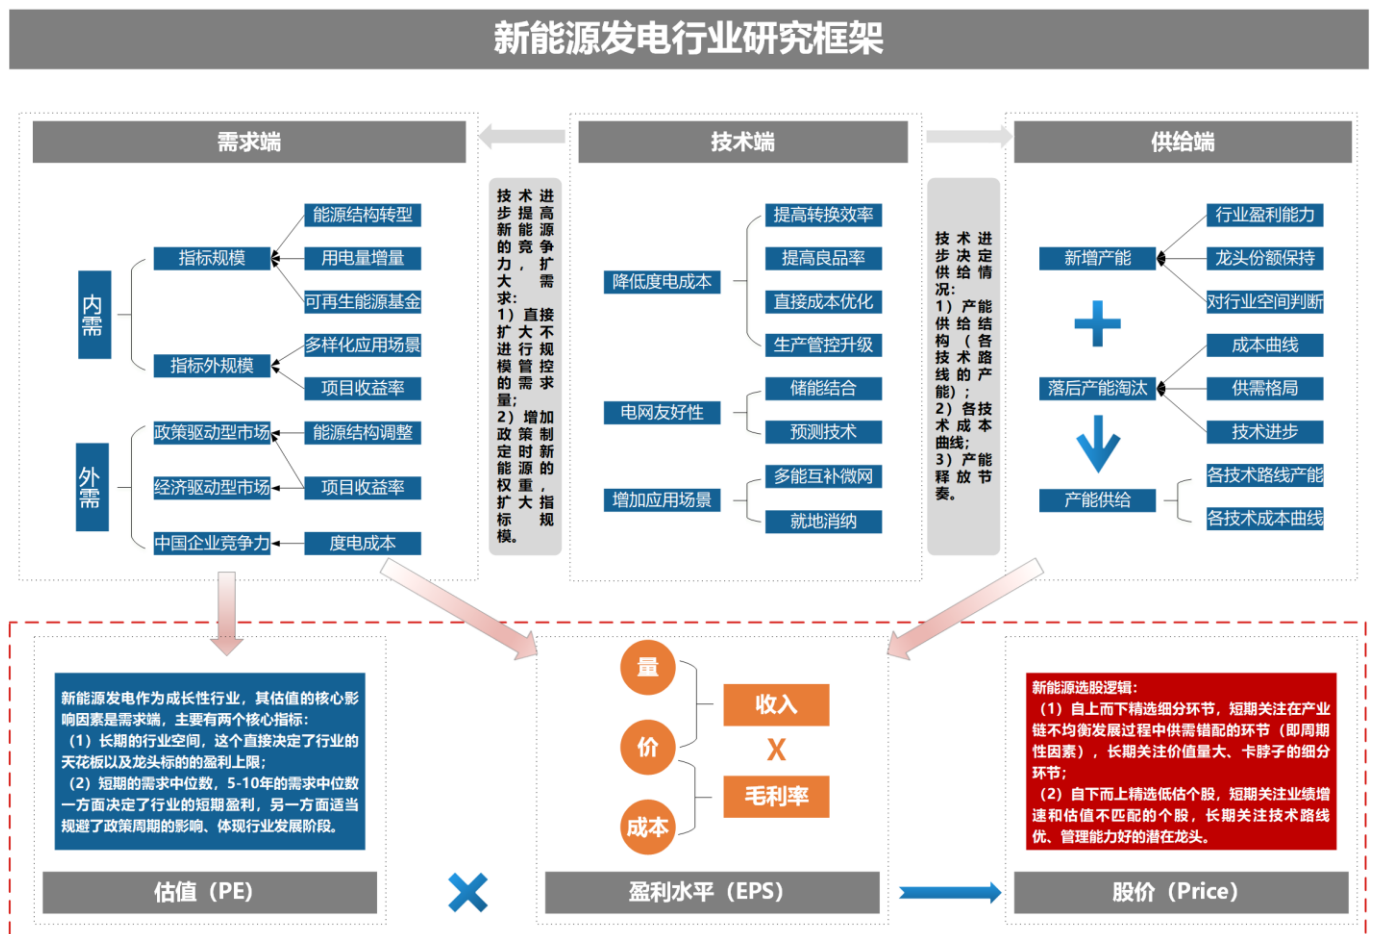 新能源发电行业研究框架
需求端
技术端
供给端
内需
指标规模
能源结构转型
用电量增量
可再生能源基金
指标外规模
多样化应用场景
项目收益率
外需
政策驱动型市场
能源结构调整
经济驱动型市场
项目收益率
中国企业竞争力
度电成本
技术进
步提高
新能源
的竞争
力，扩
大需
求：
1）直接
扩大不
进行规
模管控
的需求
量；
2）增加
政策制
定时新
能源的
权重，
扩大指
标规
模。
降低度电成本
提高转换效率
提高良品率
直接成本优化
生产管控升级
电网友好性
储能结合
预测技术
增加应用场景
多能互补微网
就地消纳
技术进
步决定
供给情
况：
1）产能
供给结
构（各
技术路
线的产
能）；
2）各技
术成本
曲线；
3）产能
释放节
奏。
新增产能
行业盈利能力
龙头份额保持
对行业空间判断
落后产能淘汰
成本曲线
供需格局
技术进步
产能供给
各技术路线产能
各技术成本曲线
新能源发电作为成长性行业，其估值的核心影
响因素是需求端，主要有两个核心指标：
（1）长期的行业空间，这个直接决定了行业的
天花板以及龙头标的的盈利上限；
（2）短期的需求中位数，5-10年的需求中位数
一方面决定了行业的短期盈利，另一方面适当
规避了政策周期的影响、体现行业发展阶段。
估值（PE）
量
价
成本
收入
X
毛利率
盈利水平（EPS）
新能源选股逻辑：
（1）自上而下精选细分环节，短期关注在产业
链不均衡发展过程中供需错配的环节（即周期
性因素），长期关注价值量大、卡脖子的细分
环节；
（2）自下而上精选低估个股，短期关注业绩增
速和估值不匹配的个股，长期关注技术路线
优、管理能力好的潜在龙头。
股价（Price）